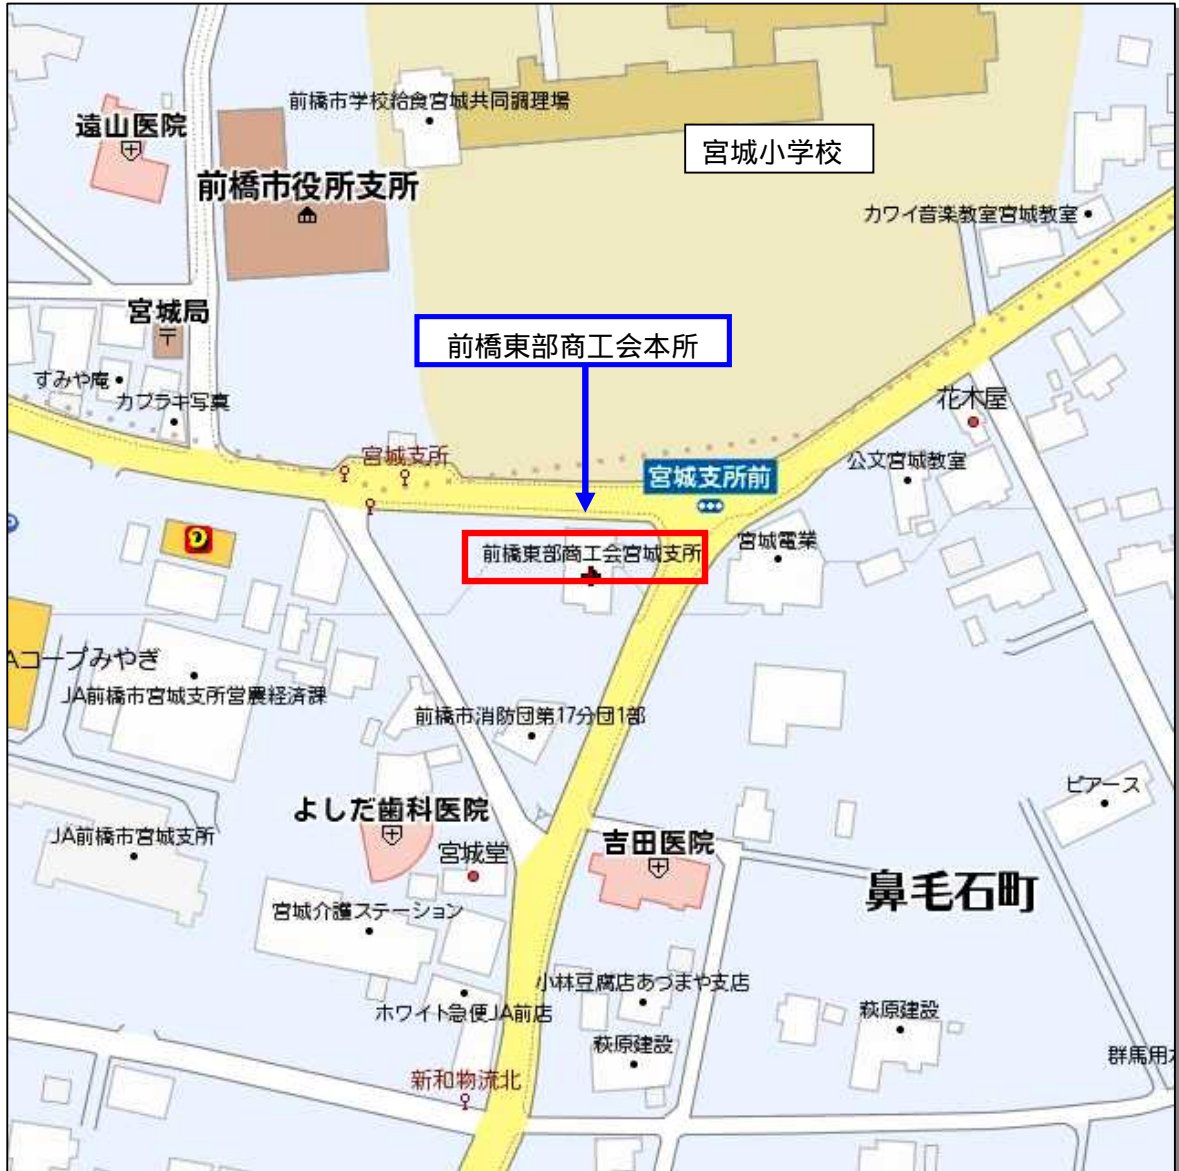 前橋市学校給食宮城共同調理場
遠山医院
宮城小学校
前橋市役所支所
カワイ音楽教室宮城教室
宮城局
前橋東部商工会本所
すみや庵
カブラキ写真
花木屋
宮城支所
公文宮城教室
宮城支所前
前橋東部商工会宮城支所
宮城電業
Aコープみやぎ
JA前橋市宮城支所営農経済課
前橋市消防団第17分団1部
ピアース
よしだ歯科医院
JA前橋市宮城支所
吉田医院
宮城堂
鼻毛石町
宮城介護ステーション
小林豆腐店あづまや支店
ホワイト急便JA前店
萩原建設
萩原建設
群馬用水
新和物流北